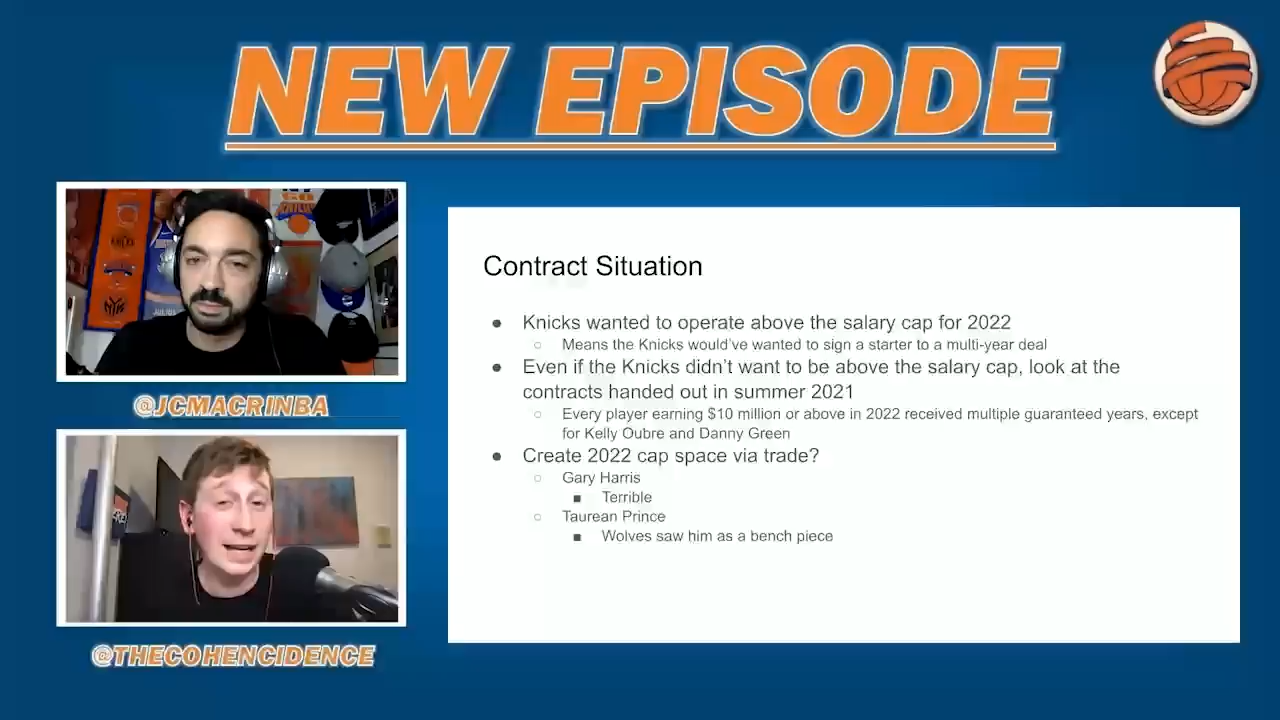 NEW EPISODE
@JCMACRINBA
@THECOHENCIDENCE
Contract Situation
● Knicks wanted to operate above the salary cap for 2022
○ Means the Knicks would've wanted to sign a starter to a multi-year deal
● Even if the Knicks didn't want to be above the salary cap, look at the
contracts handed out in summer 2021
○ Every player earning $10 million or above in 2022 received multiple guaranteed years, except
for Kelly Oubre and Danny Green
● Create 2022 cap space via trade?
○ Gary Harris
■ Terrible
○ Taurean Prince
■ Wolves saw him as a bench piece